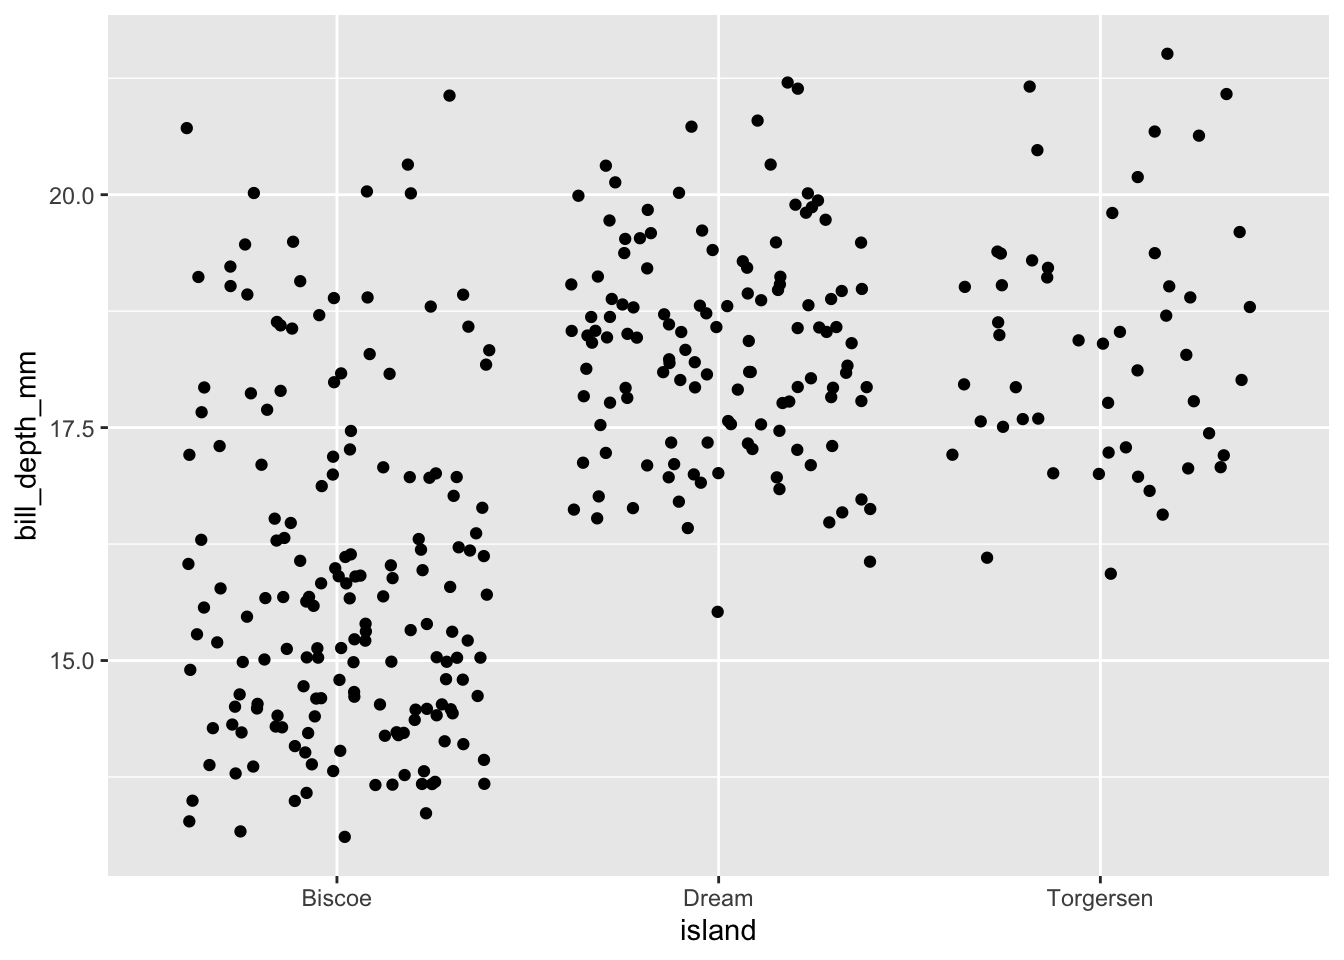 bill_depth_mm
20.0
17.5
15.0
Biscoe
Dream
Torgersen
island